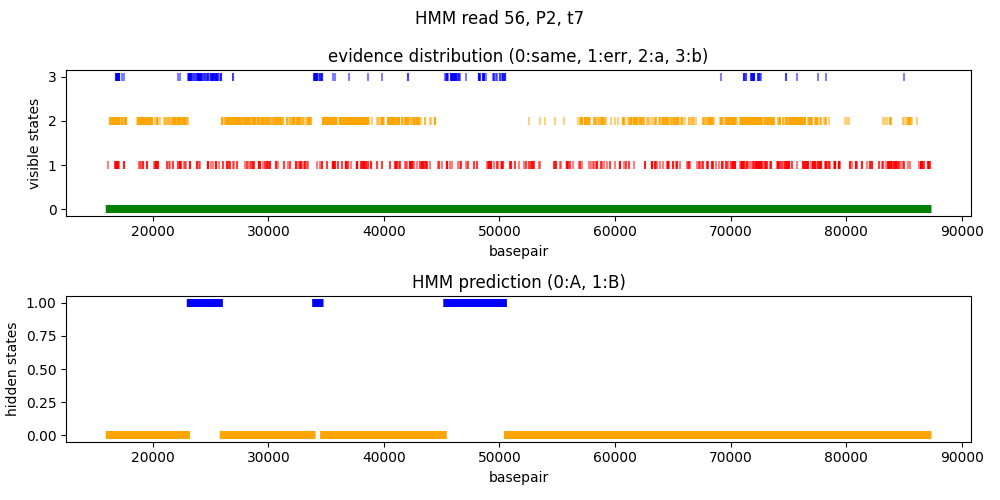 HMM read 56, P2, t7
evidence distribution (0:same, 1:err, 2:a, 3:b)
visible states
3
2
1
0
20000 30000 40000 50000 60000 70000 80000 90000
basepair
HMM prediction (0:A, 1:B)
hidden states
1.00
0.75
0.50
0.25
0.00
20000 30000 40000 50000 60000 70000 80000 90000
basepair